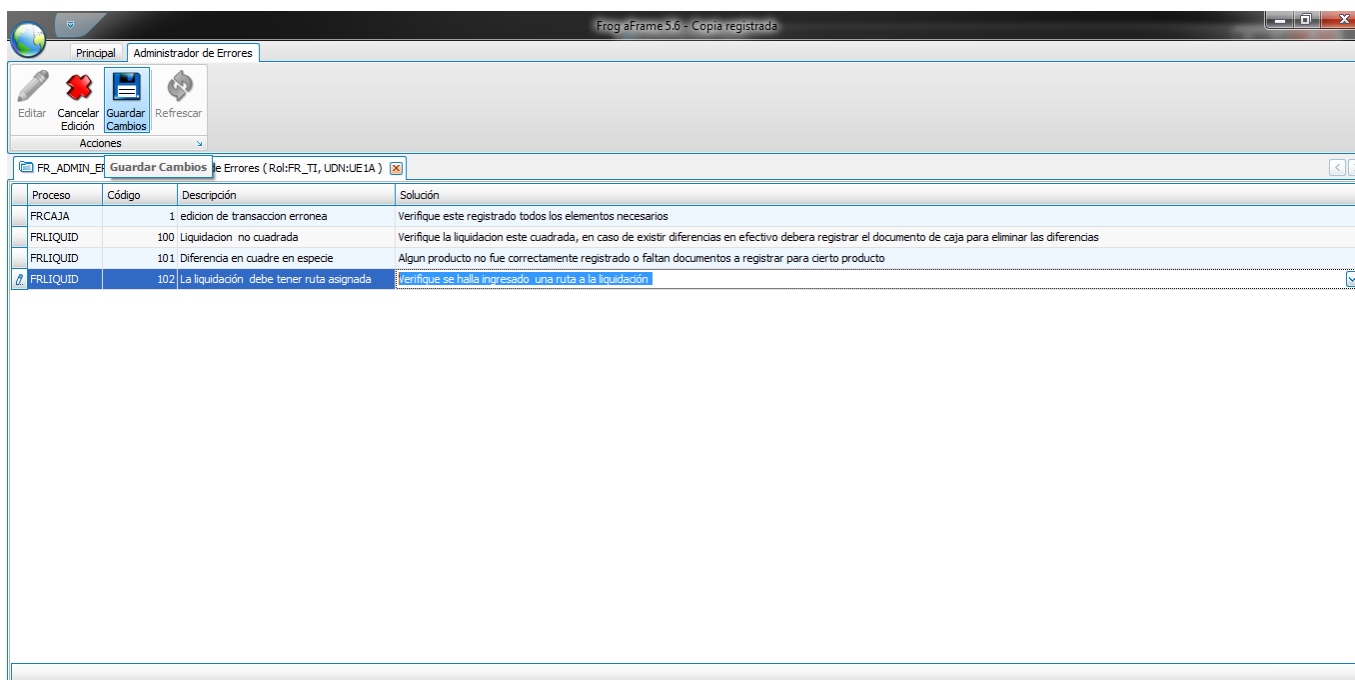 Frog aFrame 5.6 - Copia registrada
Principal Administrador de Errores
Editar Cancelar Edición Guardar Cambios Refrescar
Acciones
FR_ADMIN_E de Errores ( Rol:FR_TI, UDN:UE1A )
Guardar Cambios
Proceso Código Descripción Solución
FRCAJA 1 edicion de transaccion erronea Verifique este registrado todos los elementos necesarios
FRLIQUID 100 Liquidacion no cuadrada Verifique la liquidacion este cuadrada, en caso de existir diferencias en efectivo debera registrar el documento de caja para eliminar las diferencias
FRLIQUID 101 Diferencia en cuadre en especie Algun producto no fue correctamente registrado o faltan documentos a registrar para cierto producto
FRLIQUID 102 La liquidación debe tener ruta asignada Verifique se halla ingresado una ruta a la liquidación